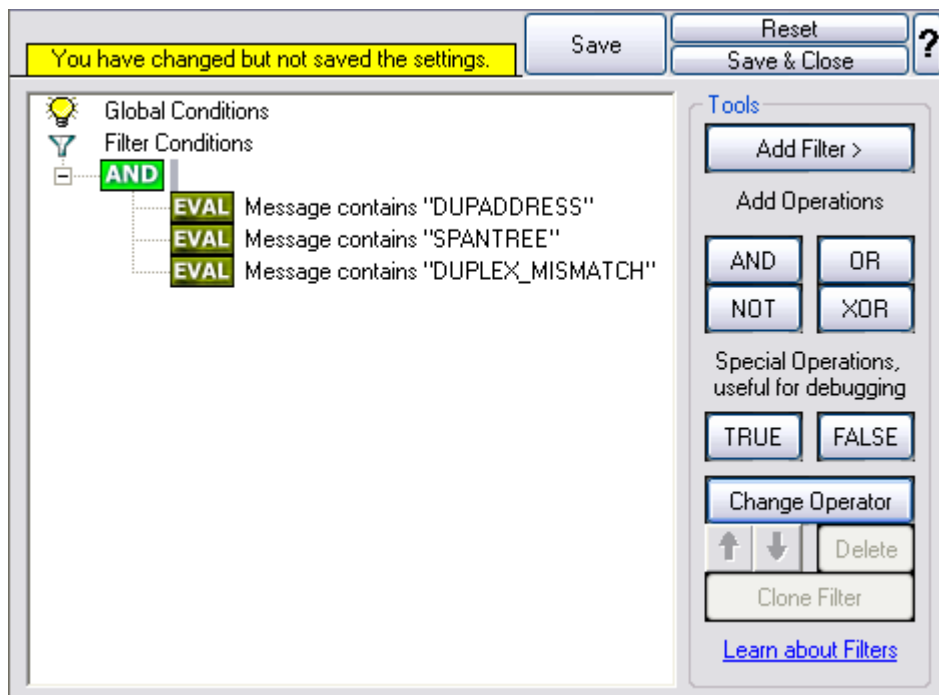 You have changed but not saved the settings.
Save
Reset
Save & Close
?
Global Conditions
Filter Conditions
AND
EVAL Message contains "DUPADDRESS"
EVAL Message contains "SPANTREE"
EVAL Message contains "DUPLEX_MISMATCH"
Tools
Add Filter >
Add Operations
AND
OR
NOT
XOR
Special Operations,
useful for debugging
TRUE
FALSE
Change Operator
Delete
Clone Filter
Learn about Filters